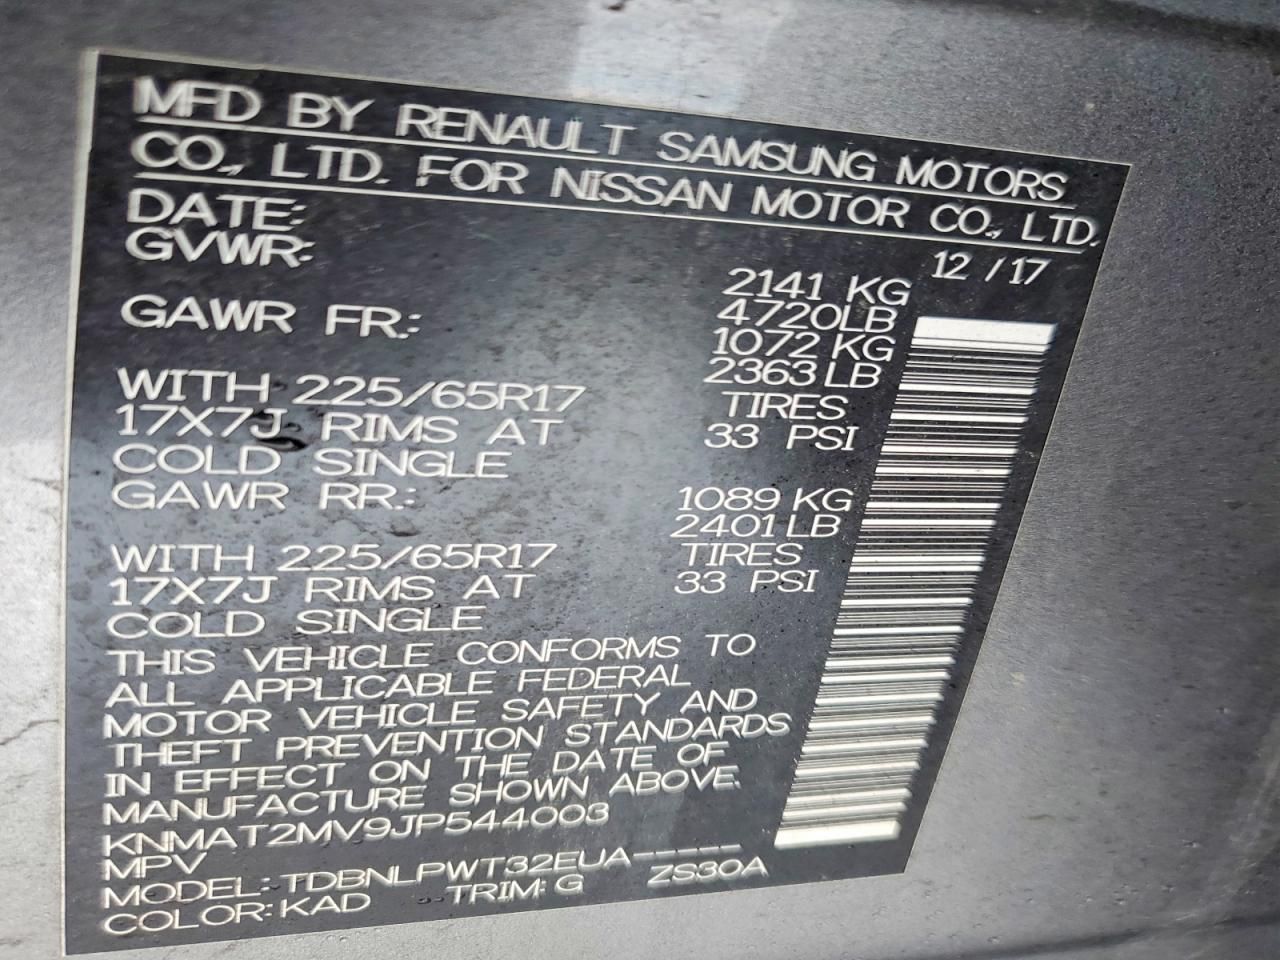 MFD BY RENAULT SAMSUNG MOTORS
CO., LTD. FOR NISSAN MOTOR CO., LTD.
DATE: 12 / 17
GVWR: 2141 KG
4720LB
GAWR FR.: 1072 KG
2363 LB
WITH 225/65R17 TIRES
17X7J RIMS AT 33 PSI
COLD SINGLE
GAWR RR.: 1089 KG
2401 LB
WITH 225/65R17 TIRES
17X7J RIMS AT 33 PSI
COLD SINGLE
THIS VEHICLE CONFORMS TO
ALL APPLICABLE FEDERAL
MOTOR VEHICLE SAFETY AND
THEFT PREVENTION STANDARDS
IN EFFECT ON THE DATE OF
MANUFACTURE SHOWN ABOVE.
KNMAT2MV9JP544003
MPV
MODEL: TDBNLPWT32EUA-----
COLOR: KAD TRIM: G ZS30A